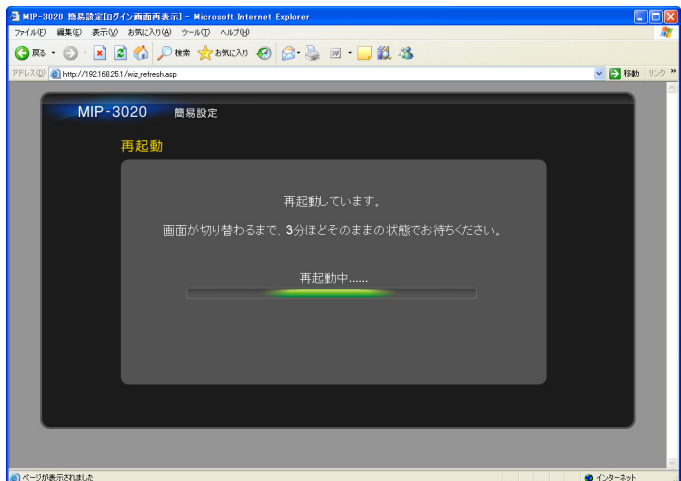 MIP-3020 簡易設定[ログイン画面再表示] - Microsoft Internet Explorer
ファイル(F) 編集(E) 表示(V) お気に入り(A) ツール(T) ヘルプ(H)
戻る 検索 お気に入り
アドレス(D) http://192.168.25.1/wiz_refresh.asp 移動 リンク »
MIP-3020 簡易設定
再起動
再起動しています。
画面が切り替わるまで、3分ほどそのままの状態でお待ちください。
再起動中......
ページが表示されました インターネット